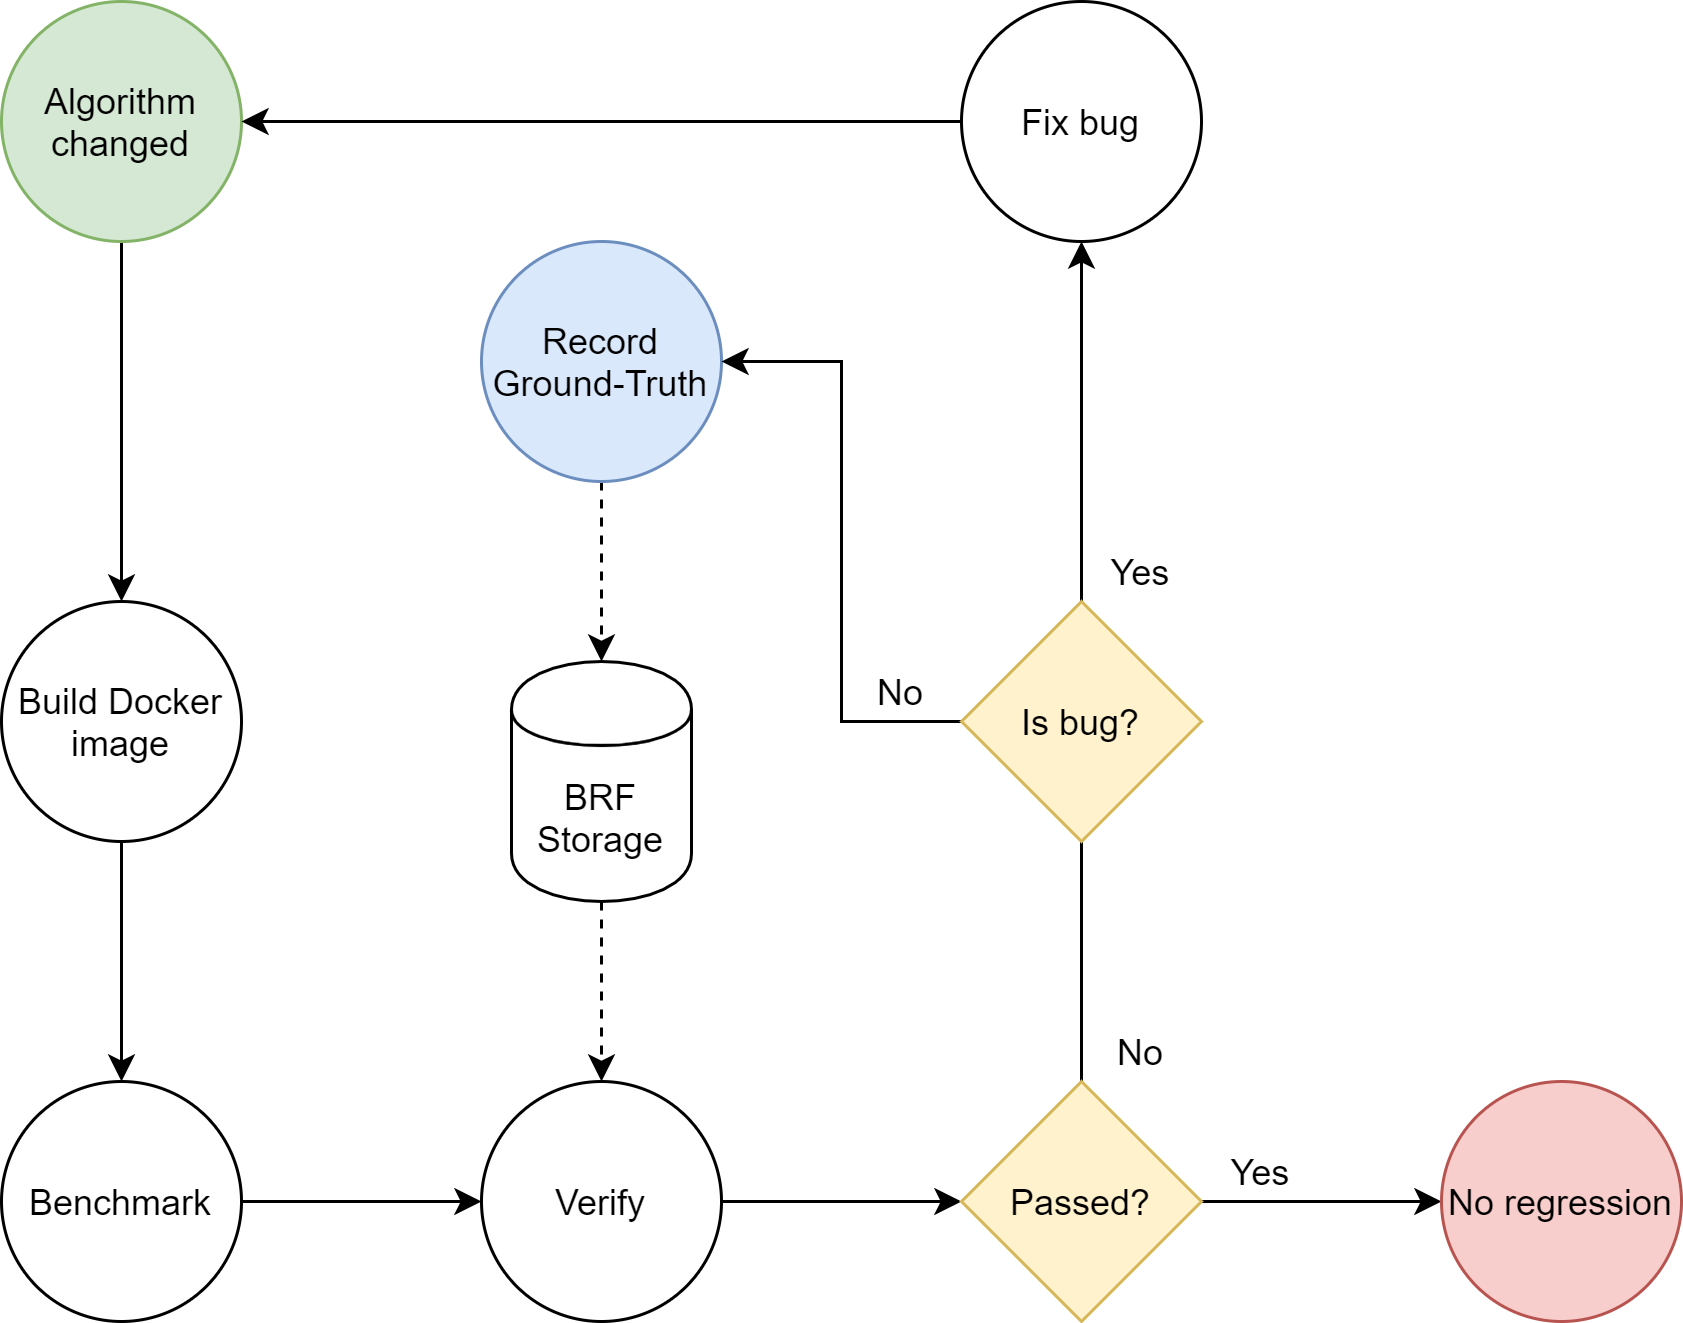 Algorithm
changed
Fix bug
Record
Ground-Truth
Yes
Build Docker
image
No
Is bug?
BRF
Storage
No
Benchmark
Verify
Passed?
Yes
No regression